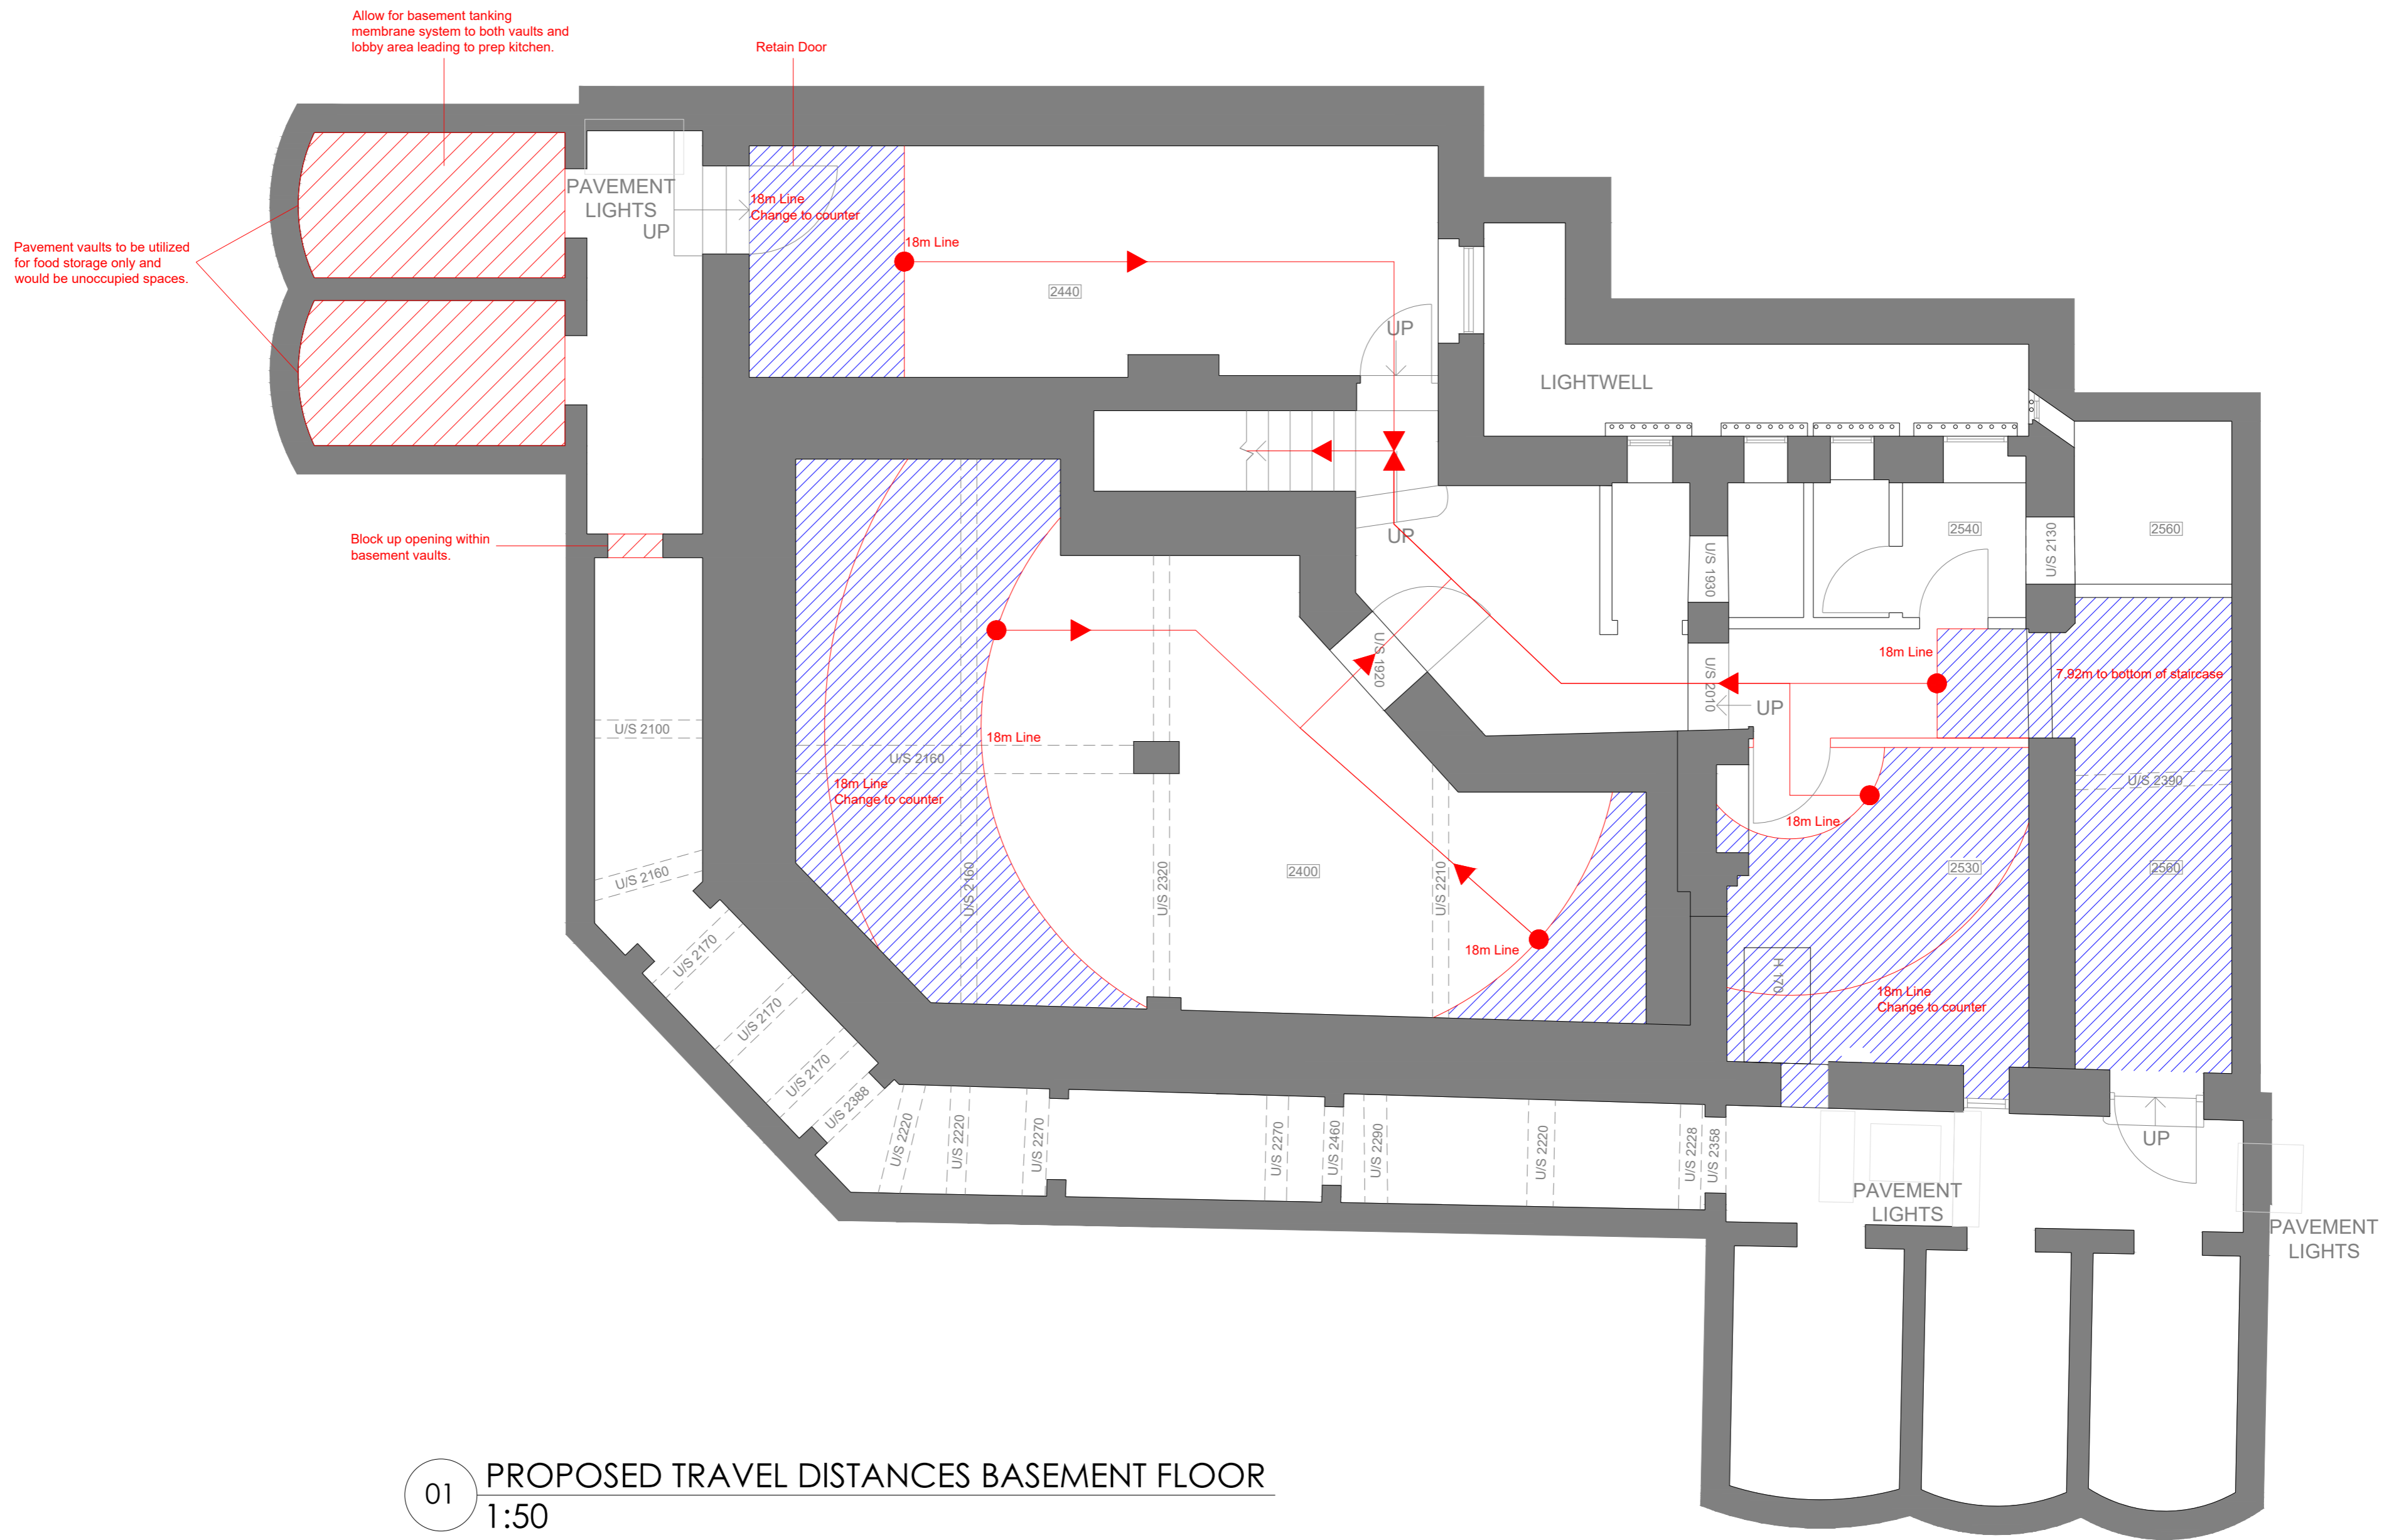 Allow for basement tanking
membrane system to both vaults and
lobby area leading to prep kitchen.
Retain Door
PAVEMENT
LIGHTS
UP
18m Line
Change to counter
18m Line
2440
Pavement vaults to be utilized
for food storage only and
would be unoccupied spaces.
UP
LIGHTWELL
Block up opening within
basement vaults.
UP
2540
2560
U/S 2130
U/S 1930
U/S 1920
U/S 2010
UP
18m Line
7.92m to bottom of staircase
U/S 2100
18m Line
U/S 2160
18m Line
Change to counter
18m Line
U/S 2390
U/S 2160
U/S 2160
U/S 2320
2400
U/S 2210
2530
2560
18m Line
H 170
18m Line
Change to counter
U/S 2170
U/S 2170
U/S 2170
U/S 2388
U/S 2220
U/S 2220
U/S 2270
U/S 2270
U/S 2460
U/S 2290
U/S 2220
U/S 2228
U/S 2358
UP
PAVEMENT
LIGHTS
PAVEMENT
LIGHTS
01
PROPOSED TRAVEL DISTANCES BASEMENT FLOOR
1:50